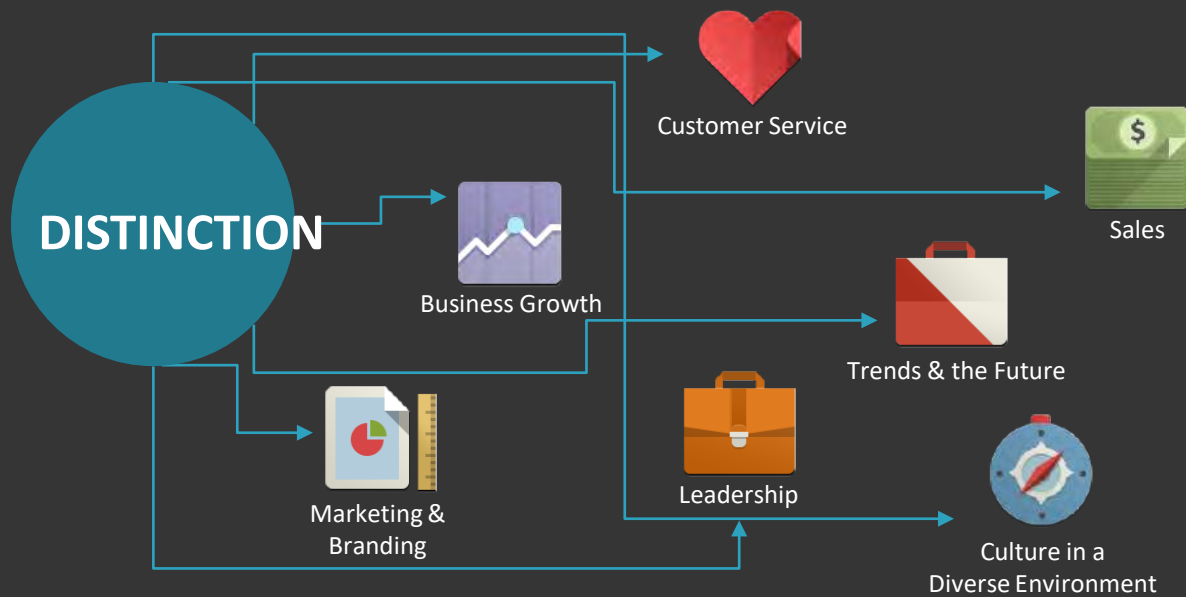 Customer Service
$
Sales
DISTINCTION
Business Growth
Trends & the Future
Leadership
Marketing &
Branding
Culture in a
Diverse Environment